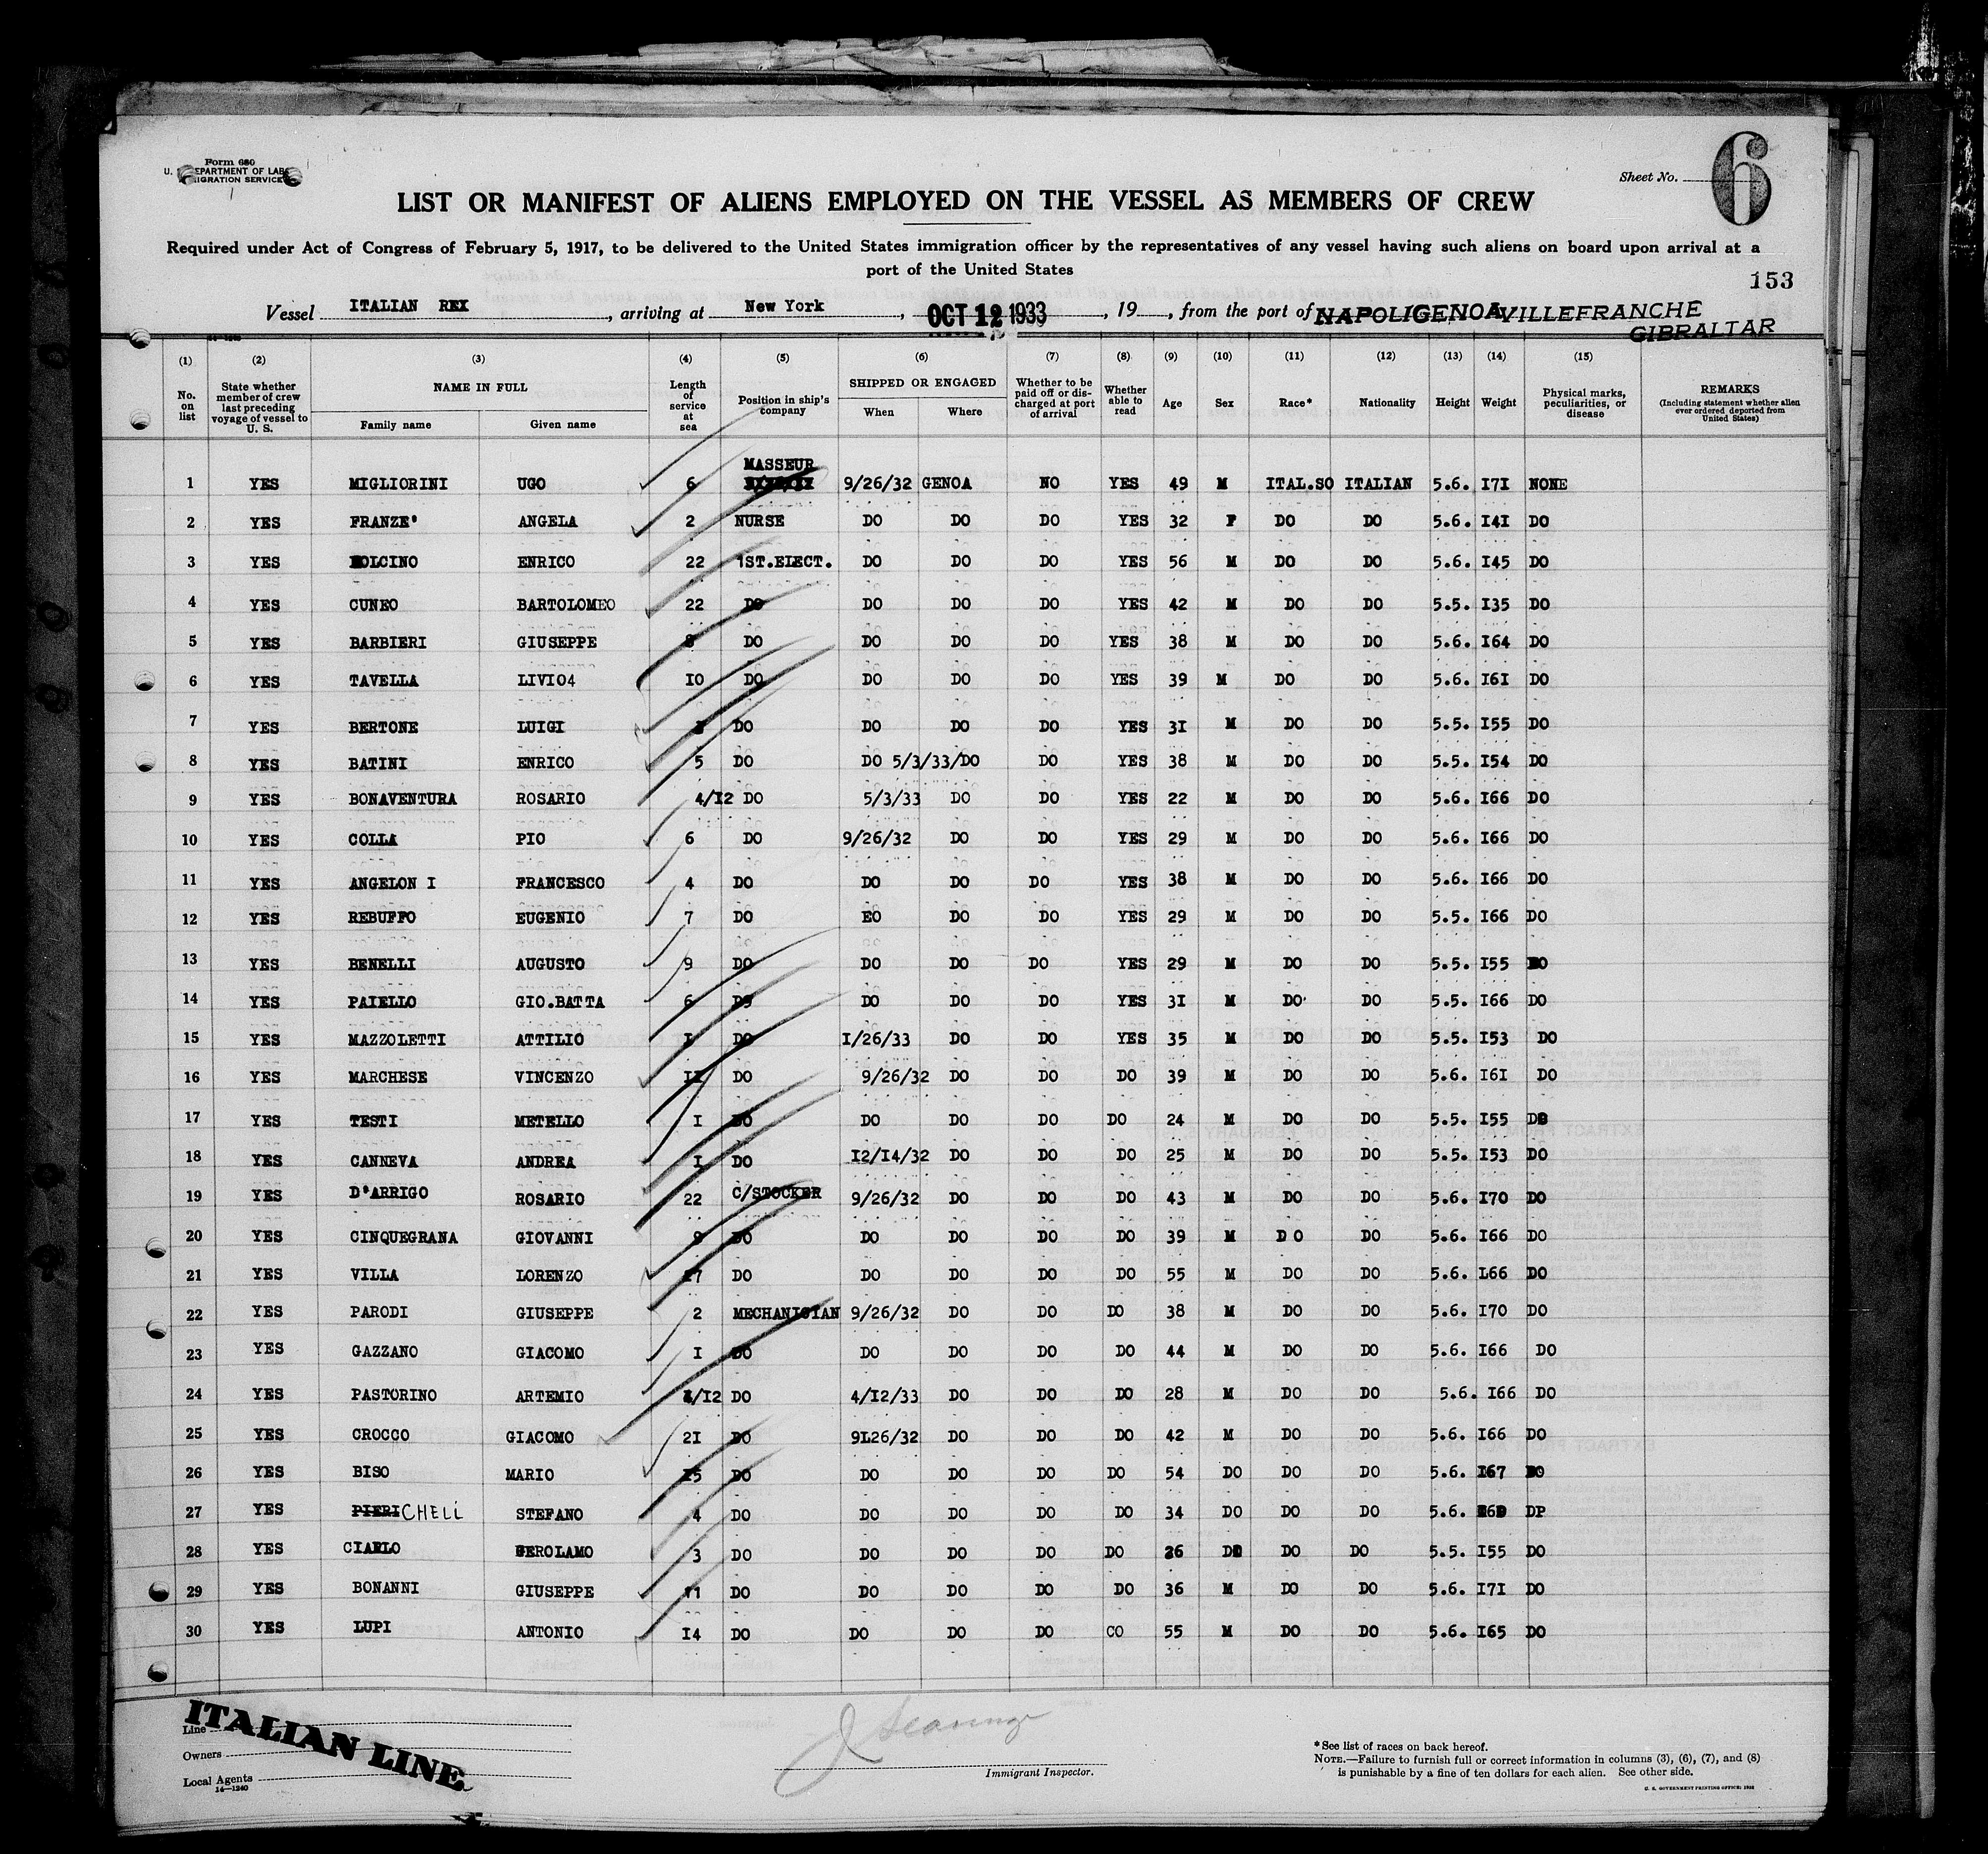 Form 680
U. S. DEPARTMENT OF LABOR
IMMIGRATION SERVICE
Sheet No. 6
LIST OR MANIFEST OF ALIENS EMPLOYED ON THE VESSEL AS MEMBERS OF CREW
Required under Act of Congress of February 5, 1917, to be delivered to the United States immigration officer by the representatives of any vessel having such aliens on board upon arrival at a
port of the United States
153
Vessel ITALIAN REX, arriving at New York, OCT 12 1933, 19, from the port of NAPOLI GENOA VILLEFRANCHE
GIBRALTAR
14-1240
(1) (2) (3) (4) (5) (6) (7) (8) (9) (10) (11) (12) (13) (14) (15)
No. on list State whether member of crew last preceding voyage of vessel to U. S. NAME IN FULL Family name Given name Length of service at sea Position in ship's company SHIPPED OR ENGAGED When Where Whether to be paid off or discharged at port of arrival Whether able to read Age Sex Race* Nationality Height Weight Physical marks, peculiarities, or disease REMARKS (Including statement whether alien ever ordered deported from United States)
MASSEUR
1 YES MIGLIORINI UGO 6 9/26/32 GENOA NO YES 49 M ITAL.SO ITALIAN 5.6. I7I NONE
2 YES FRANZE' ANGELA 2 NURSE DO DO DO YES 32 F DO DO 5.6. I4I DO
3 YES OLCINO ENRICO 22 1ST.ELECT. DO DO DO YES 56 M DO DO 5.6. I45 DO
4 YES CUNEO BARTOLOMEO 22 DO DO DO DO YES 42 M DO DO 5.5. I35 DO
5 YES BARBIERI GIUSEPPE 8 DO DO DO DO YES 38 M DO DO 5.6. I64 DO
6 YES TAVELLA LIVIO4 IO DO DO DO DO YES 39 M DO DO 5.6. I6I DO
7 YES BERTONE LUIGI DO DO DO DO YES 3I M DO DO 5.5. I55 DO
8 YES BATINI ENRICO 5 DO DO 5/3/33/DO DO YES 38 M DO DO 5.5. I54 DO
9 YES BONAVENTURA ROSARIO 4/I2 DO 5/3/33 DO DO YES 22 M DO DO 5.6. I66 DO
10 YES COLLA PIO 6 DO 9/26/32 DO DO YES 29 M DO DO 5.6. I66 DO
11 YES ANGELON I FRANCESCO 4 DO DO DO DO YES 38 M DO DO 5.6. I66 DO
12 YES REBUFFO EUGENIO 7 DO EO DO DO YES 29 M DO DO 5.5. I66 DO
13 YES BENELLI AUGUSTO 9 DO DO DO DO YES 29 M DO DO 5.5. I55 DO
14 YES PAIELLO GIO.BATTA 6 DO DO DO DO YES 3I M DO DO 5.5. I66 DO
15 YES MAZZOLETTI ATTILIO I DO I/26/33 DO DO YES 35 M DO DO 5.5. I53 DO
16 YES MARCHESE VINCENZO II DO 9/26/32 DO DO DO 39 M DO DO 5.6. I6I DO
17 YES TESTI METELLO I DO DO DO DO DO 24 M DO DO 5.5. I55 DO
18 YES CANNEVA ANDREA I DO I2/I4/32 DO DO DO 25 M DO DO 5.5. I53 DO
19 YES D'ARRIGO ROSARIO 22 C/STOCKER 9/26/32 DO DO DO 43 M DO DO 5.6. I70 DO
20 YES CINQUEGRANA GIOVANNI 9 DO DO DO DO DO 39 M D O DO 5.6. I66 DO
21 YES VILLA LORENZO 27 DO DO DO DO DO 55 M DO DO 5.6. L66 DO
22 YES PARODI GIUSEPPE 2 MECHANICIAN 9/26/32 DO DO DO 38 M DO DO 5.6. I70 DO
23 YES GAZZANO GIACOMO I DO DO DO DO DO 44 M DO DO 5.6. I66 DO
24 YES PASTORINO ARTEMIO /I2 DO 4/I2/33 DO DO DO 28 M DO DO 5.6. I66 DO
25 YES CROCCO GIACOMO 2I DO 9L26/32 DO DO DO 42 M DO DO 5.6. I66 DO
26 YES BISO MARIO I5 DO DO DO DO DO 54 DO DO DO 5.6. I67 DO
27 YES PIERI CHELI STEFANO 4 DO DO DO DO DO 34 DO DO DO 5.6. DP
28 YES CIARLO GEROLAMO 3 DO DO DO DO DO 26 DO DO DO 5.5. I55 DO
29 YES BONANNI GIUSEPPE 11 DO DO DO DO DO 36 M DO DO 5.6. I7I DO
30 YES LUPI ANTONIO I4 DO DO DO DO CO 55 M DO DO 5.6. I65 DO
ITALIAN LINE
Line
Owners
Local Agents
14-1240
Immigrant Inspector.
*See list of races on back hereof.
NOTE.—Failure to furnish full or correct information in columns (3), (6), (7), and (8)
is punishable by a fine of ten dollars for each alien. See other side.
U. S. GOVERNMENT PRINTING OFFICE: 1932